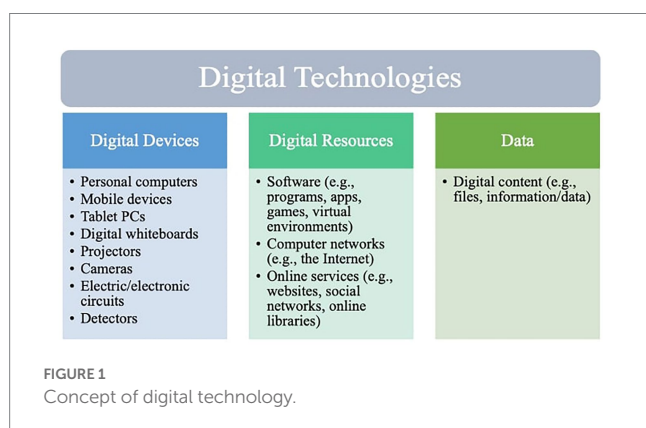 Digital Technologies
Digital Devices
• Personal computers
• Mobile devices
• Tablet PCs
• Digital whiteboards
• Projectors
• Cameras
• Electric/electronic
circuits
• Detectors
Digital Resources
• Software (e.g.,
programs, apps,
games, virtual
environments)
• Computer networks
(e.g., the Internet)
• Online services (e.g.,
websites, social
networks, online
libraries)
Data
• Digital content (e.g.,
files, information/data)
FIGURE 1
Concept of digital technology.